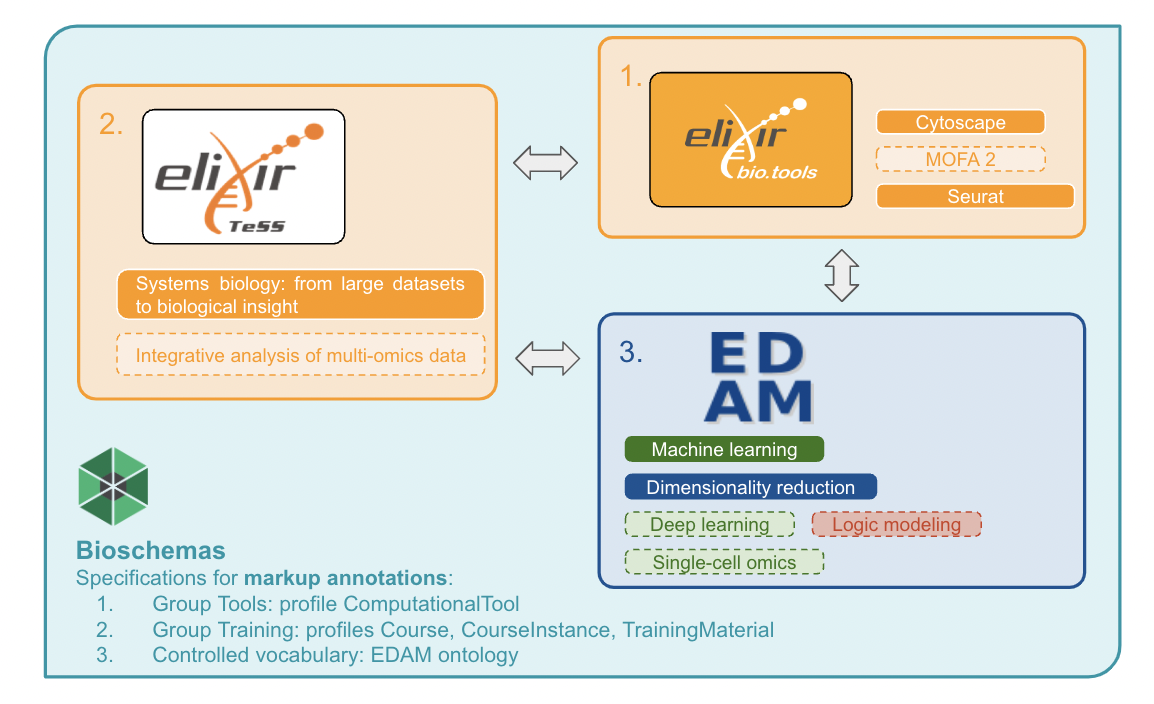 2.
elixir
TeSS
Systems biology: from large datasets
to biological insight
Integrative analysis of multi-omics data
1.
elixir
bio.tools
Cytoscape
MOFA 2
Seurat
3.
ED
AM
Machine learning
Dimensionality reduction
Deep learning
Logic modeling
Single-cell omics
Bioschemas
Specifications for markup annotations:
1. Group Tools: profile ComputationalTool
2. Group Training: profiles Course, CourseInstance, TrainingMaterial
3. Controlled vocabulary: EDAM ontology